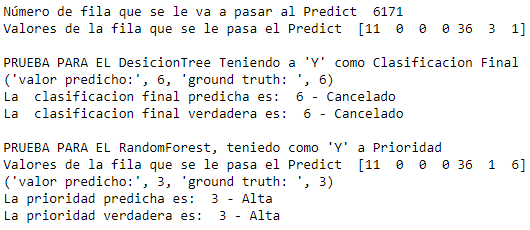 Número de fila que se le va a pasar al Predict  6171
Valores de la fila que se le pasa el Predict  [11  0  0  0 36  3  1]
PRUEBA PARA EL DesicionTree Teniendo a 'Y' como Clasificacion Final
('valor predicho:', 6, 'ground truth: ', 6)
La  clasificacion final predicha es:  6 - Cancelado
La  clasificacion final verdadera es:  6 - Cancelado
PRUEBA PARA EL RandomForest, teniedo como 'Y' a Prioridad
Valores de la fila que se le pasa el Predict  [11  0  0  0 36  1  6]
('valor predicho:', 3, 'ground truth: ', 3)
La prioridad predicha es:  3 - Alta
La prioridad verdadera es:  3 - Alta